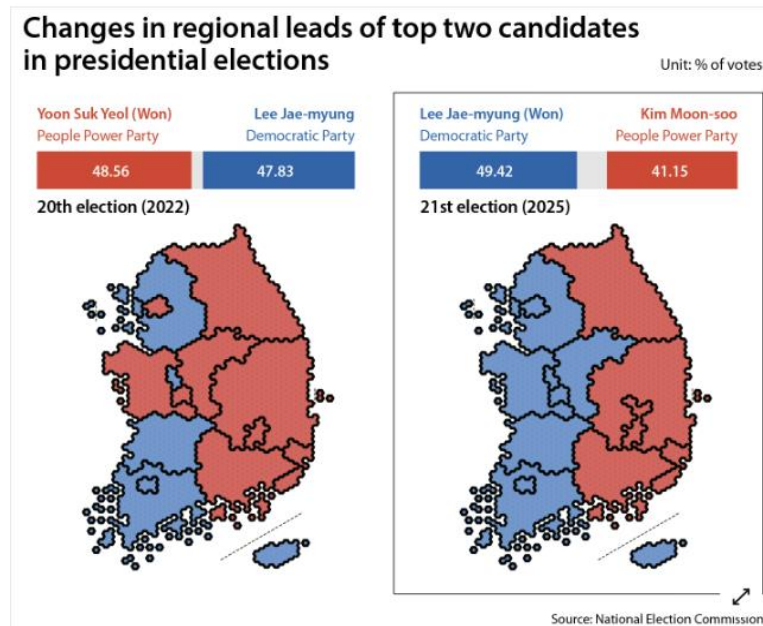 Changes in regional leads of top two candidates
in presidential elections
Unit: % of votes
Yoon Suk Yeol (Won)
People Power Party
Lee Jae-myung
Democratic Party
48.56
47.83
20th election (2022)
Lee Jae-myung (Won)
Democratic Party
Kim Moon-soo
People Power Party
49.42
41.15
21st election (2025)
Source: National Election Commission